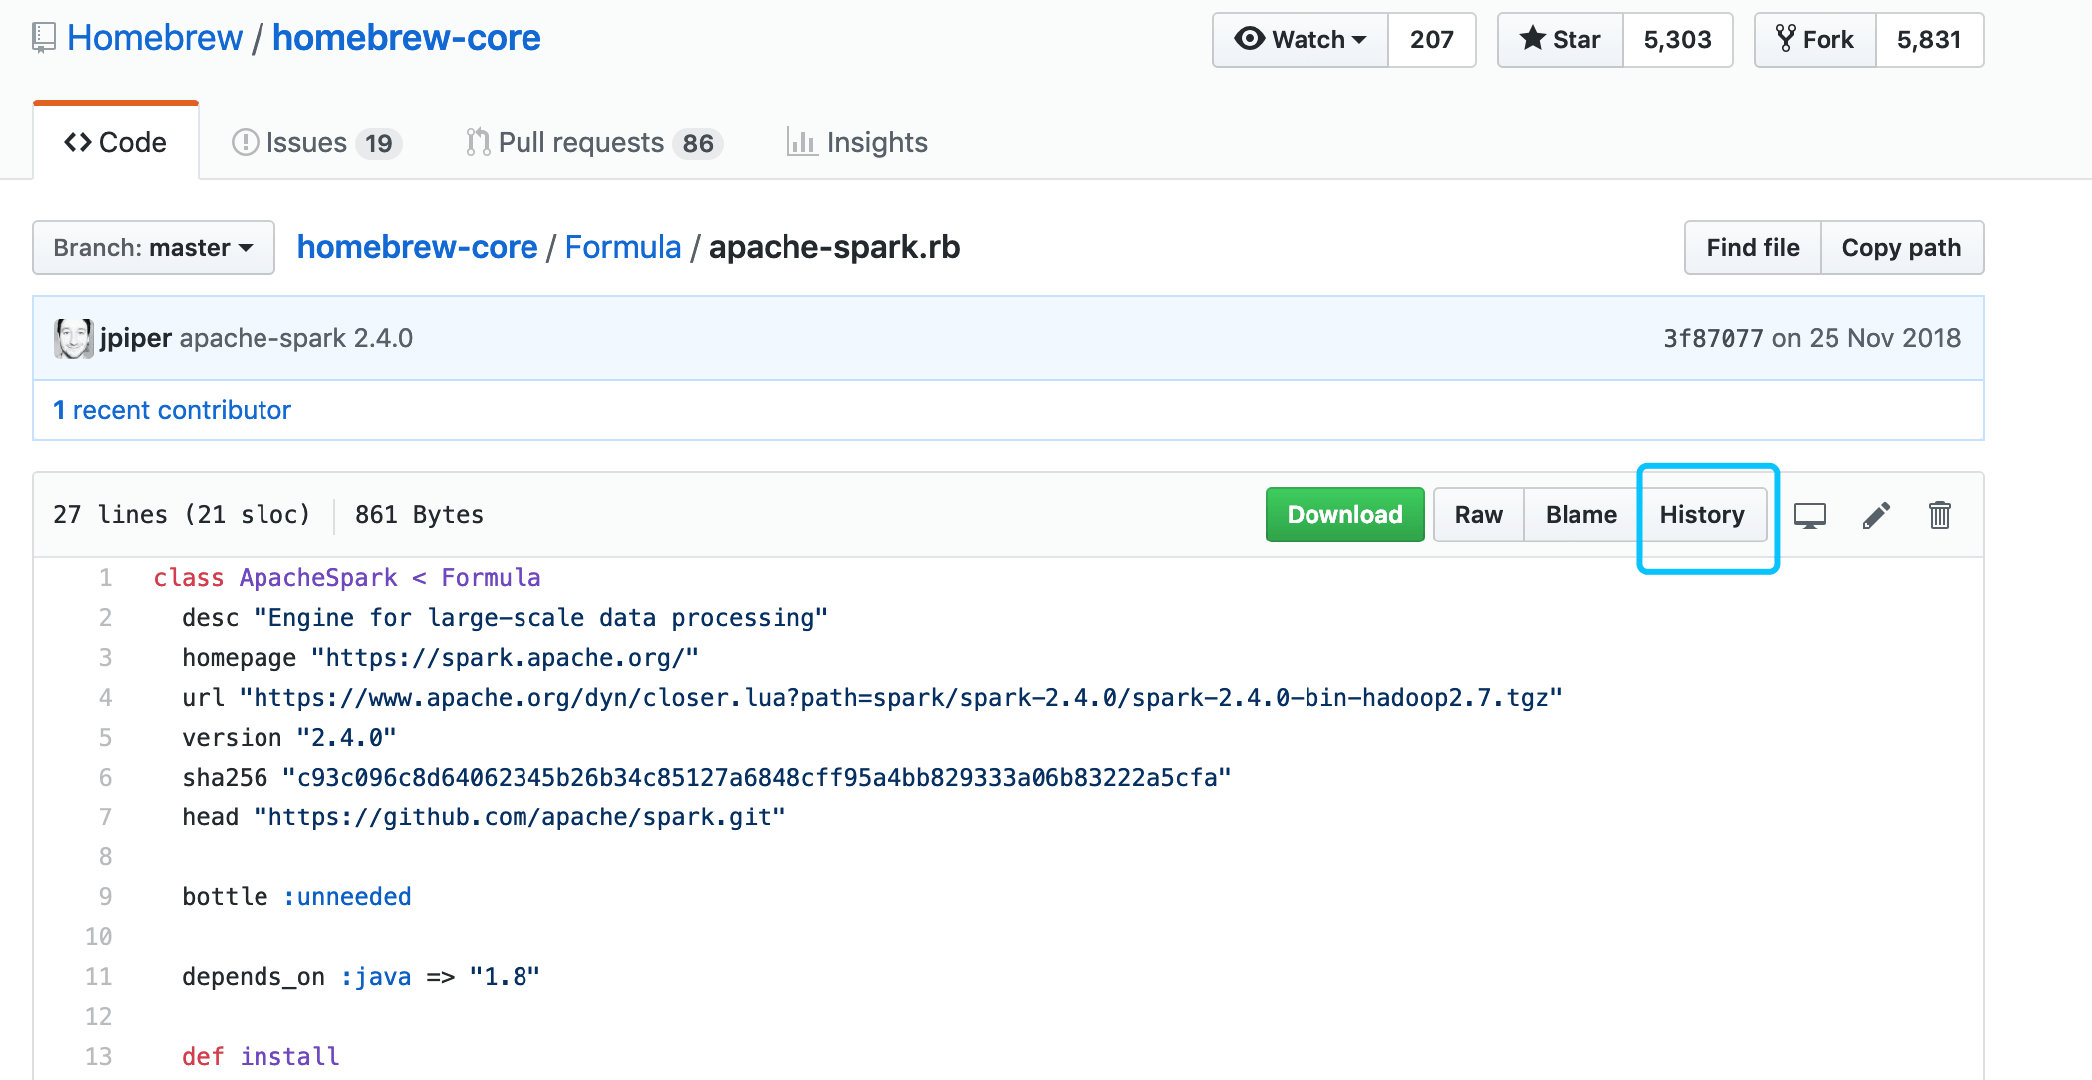 Homebrew / homebrew-core
Watch 207 Star 5,303 Fork 5,831
Code Issues 19 Pull requests 86 Insights
Branch: master homebrew-core / Formula / apache-spark.rb Find file Copy path
jpiper apache-spark 2.4.0 3f87077 on 25 Nov 2018
1 recent contributor
27 lines (21 sloc) 861 Bytes Download Raw Blame History
1 class ApacheSpark < Formula
2 desc "Engine for large-scale data processing"
3 homepage "https://spark.apache.org/"
4 url "https://www.apache.org/dyn/closer.lua?path=spark/spark-2.4.0/spark-2.4.0-bin-hadoop2.7.tgz"
5 version "2.4.0"
6 sha256 "c93c096c8d64062345b26b34c85127a6848cff95a4bb829333a06b83222a5cfa"
7 head "https://github.com/apache/spark.git"
8
9 bottle :unneeded
10
11 depends_on :java => "1.8"
12
13 def install